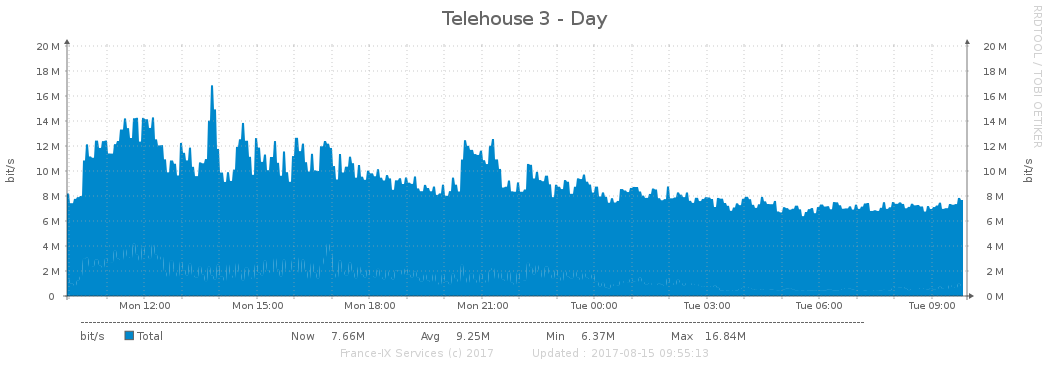 Telehouse 3 - Day
RRDTOOL / TOBI OETIKER
bit/s
20 M 20 M
18 M 18 M
16 M 16 M
14 M 14 M
12 M 12 M
10 M 10 M
8 M 8 M
6 M 6 M
4 M 4 M
2 M 2 M
0 0 M
bit/s
Mon 12:00 Mon 15:00 Mon 18:00 Mon 21:00 Tue 00:00 Tue 03:00 Tue 06:00 Tue 09:00
bit/s Total Now 7.66M Avg 9.25M Min 6.37M Max 16.84M
France-IX Services (c) 2017 Updated : 2017-08-15 09:55:13